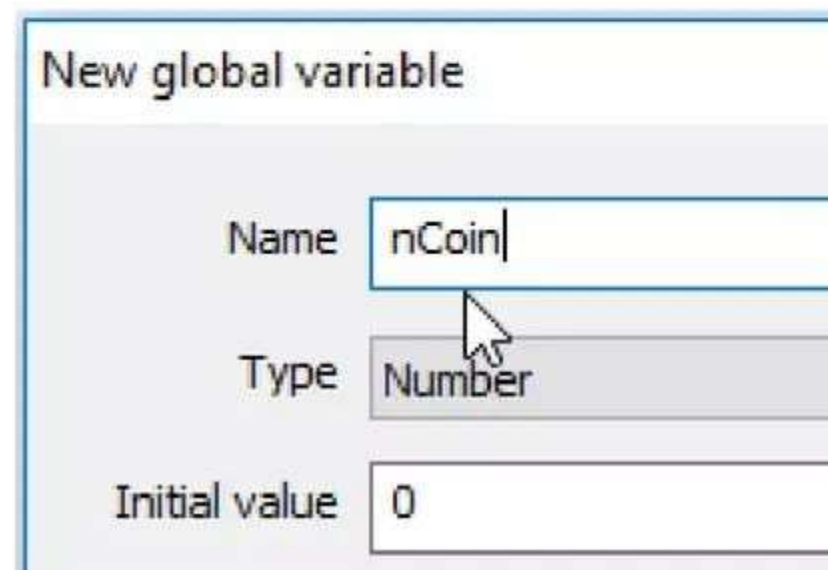 New global variable
Name nCoin
Type Number
Initial value 0